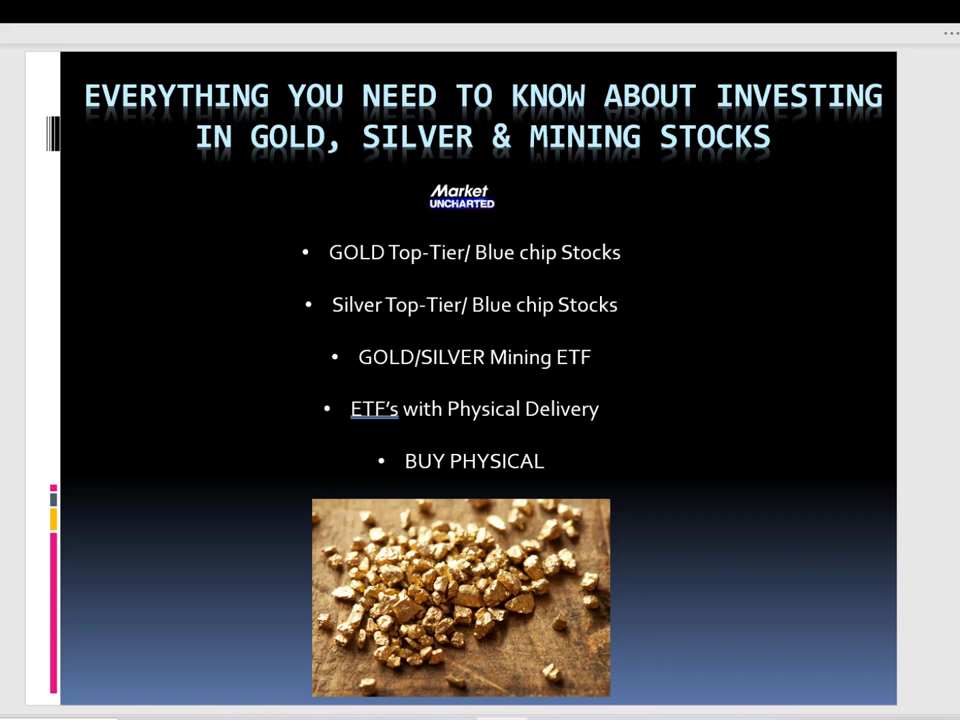 EVERYTHING YOU NEED TO KNOW ABOUT INVESTING
IN GOLD, SILVER & MINING STOCKS
Market
UNCHARTED
• GOLD Top-Tier/ Blue chip Stocks
• Silver Top-Tier/ Blue chip Stocks
• GOLD/SILVER Mining ETF
• ETF's with Physical Delivery
• BUY PHYSICAL